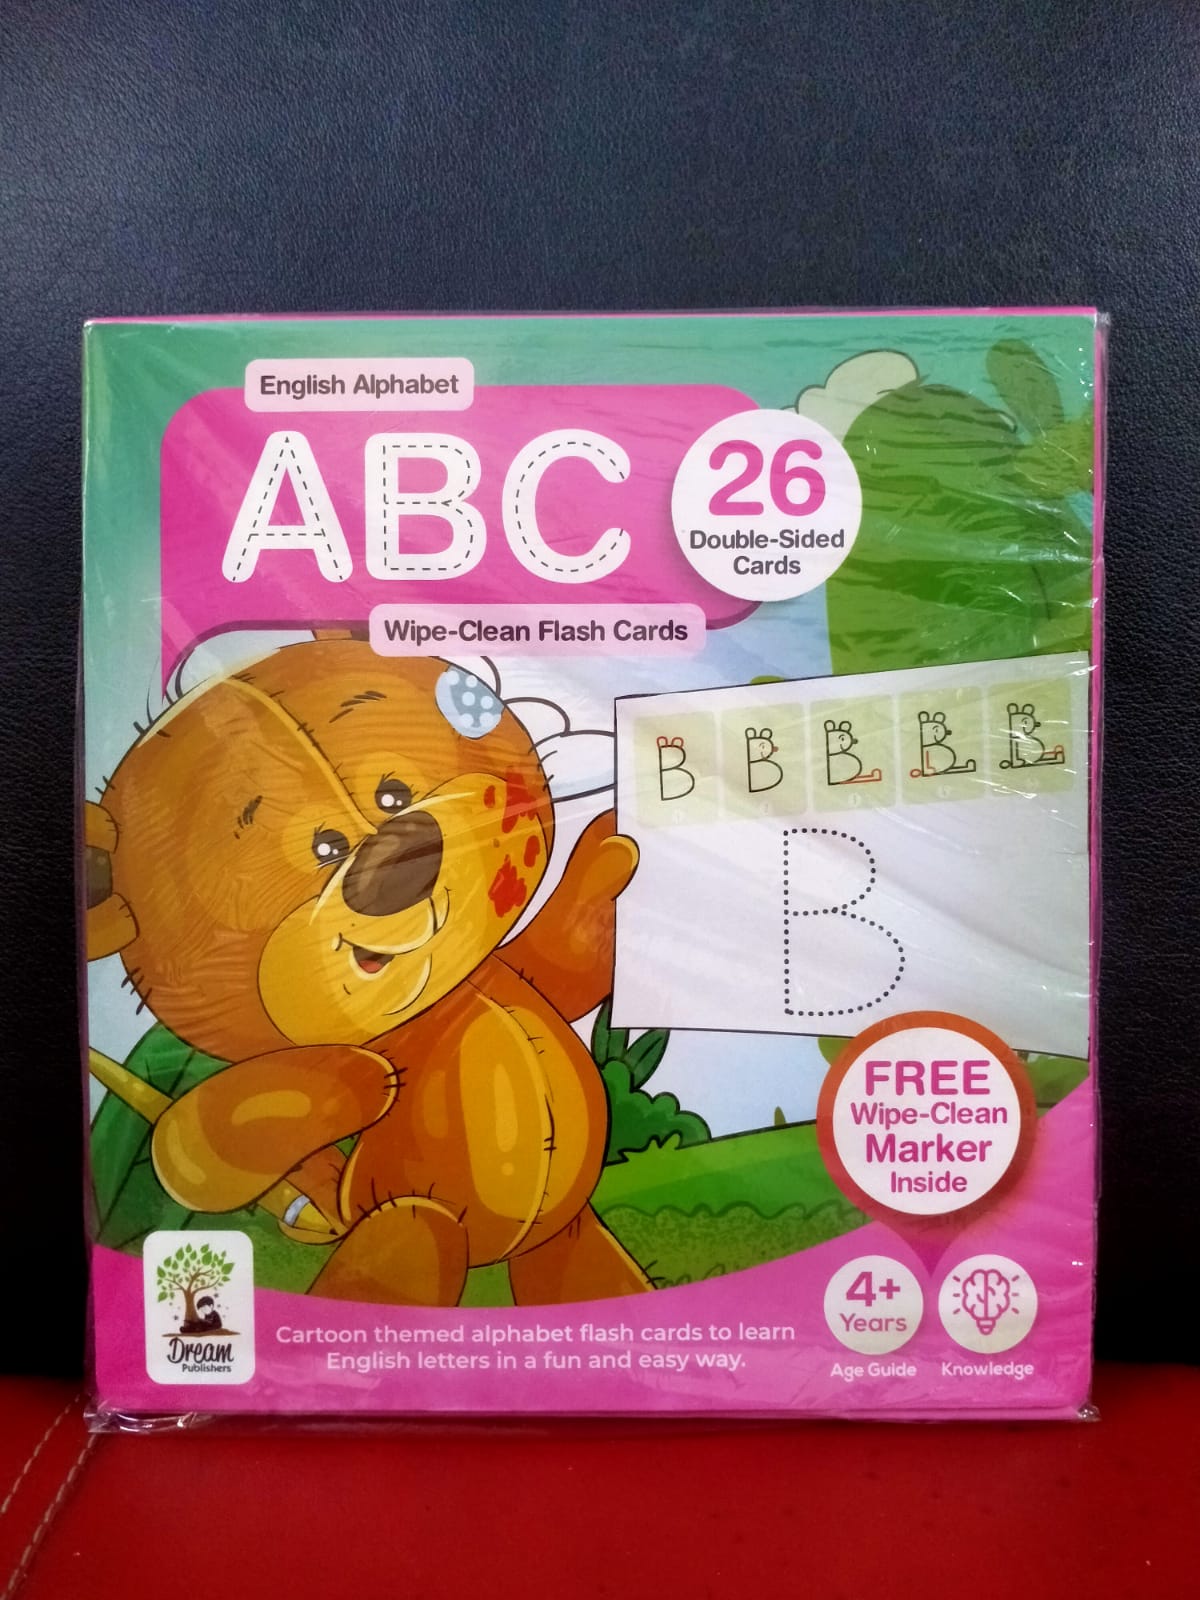 English Alphabet
ABC
26
Double-Sided
Cards
Wipe-Clean Flash Cards
B B B B B
B
FREE
Wipe-Clean
Marker
Inside
Dream
Publishers
Cartoon themed alphabet flash cards to learn
English letters in a fun and easy way.
4+
Years
Age Guide
Knowledge